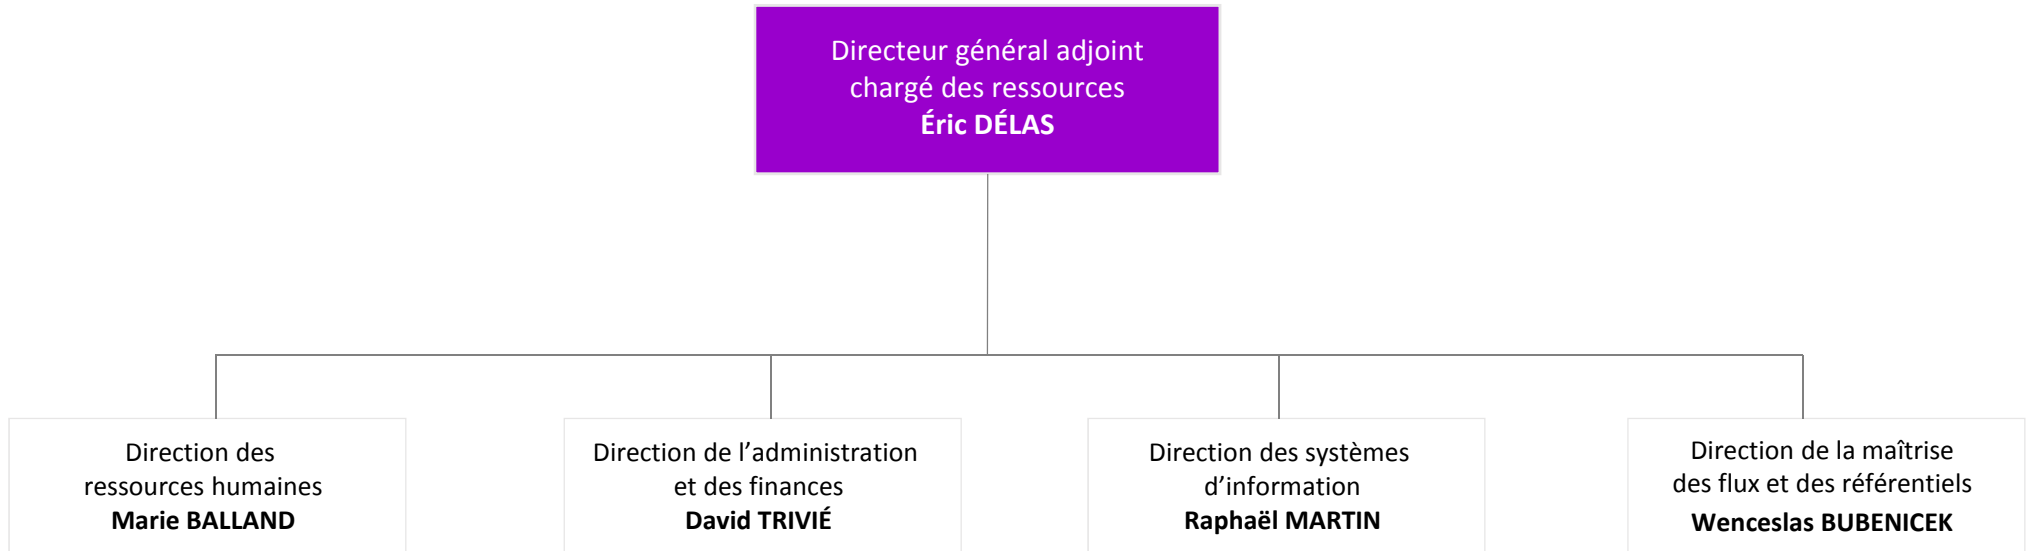 Directeur général adjoint
chargé des ressources
Éric DÉLAS
Direction des
ressources humaines
Marie BALLAND
Direction de l’administration
et des finances
David TRIVIÉ
Direction des systèmes
d’information
Raphaël MARTIN
Direction de la maîtrise
des flux et des référentiels
Wenceslas BUBENICEK